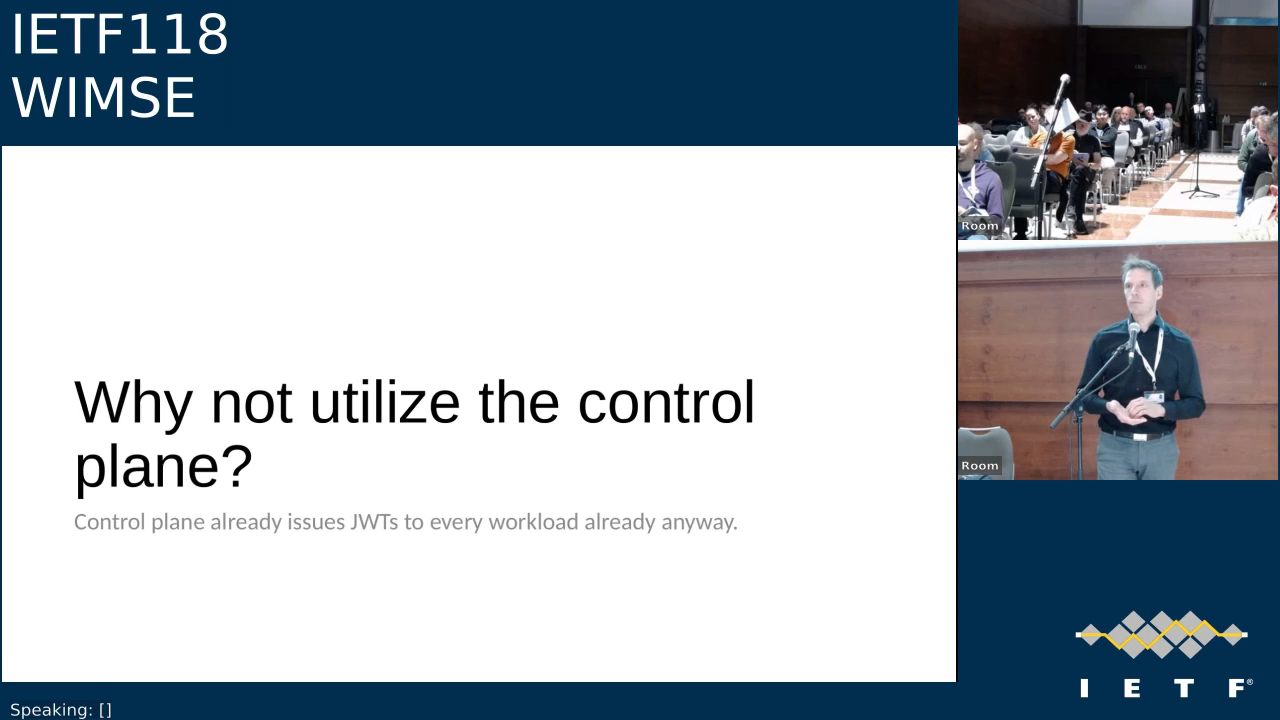 IETF118
WIMSE
Room
Why not utilize the control
plane?
Control plane already issues JWTs to every workload already anyway.
Room
I E T F®
Speaking: []